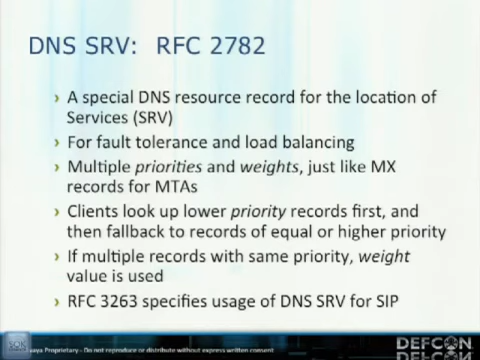 DNS SRV: RFC 2782
› A special DNS resource record for the location of
Services (SRV)
› For fault tolerance and load balancing
› Multiple priorities and weights, just like MX
records for MTAs
› Clients look up lower priority records first, and
then fallback to records of equal or higher priority
› If multiple records with same priority, weight
value is used
› RFC 3263 specifies usage of DNS SRV for SIP
Proprietary - Do not reproduce or distribute without express written consent
DEFCON